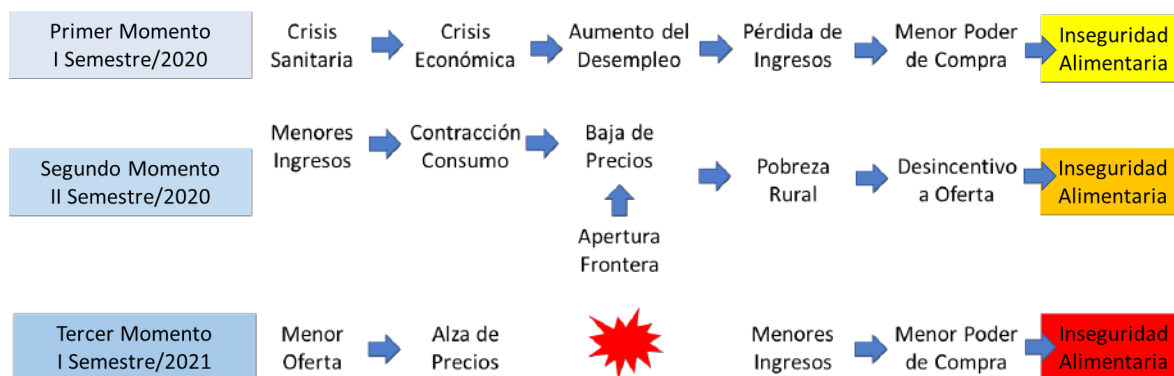 Primer Momento
I Semestre/2020
Crisis
Sanitaria
Crisis
Económica
Aumento del
Desempleo
Pérdida de
Ingresos
Menor Poder
de Compra
Inseguridad
Alimentaria
Segundo Momento
II Semestre/2020
Menores
Ingresos
Contracción
Consumo
Baja de
Precios
Apertura
Frontera
Pobreza
Rural
Desincentivo
a Oferta
Inseguridad
Alimentaria
Tercer Momento
I Semestre/2021
Menor
Oferta
Alza de
Precios
Menores
Ingresos
Menor Poder
de Compra
Inseguridad
Alimentaria